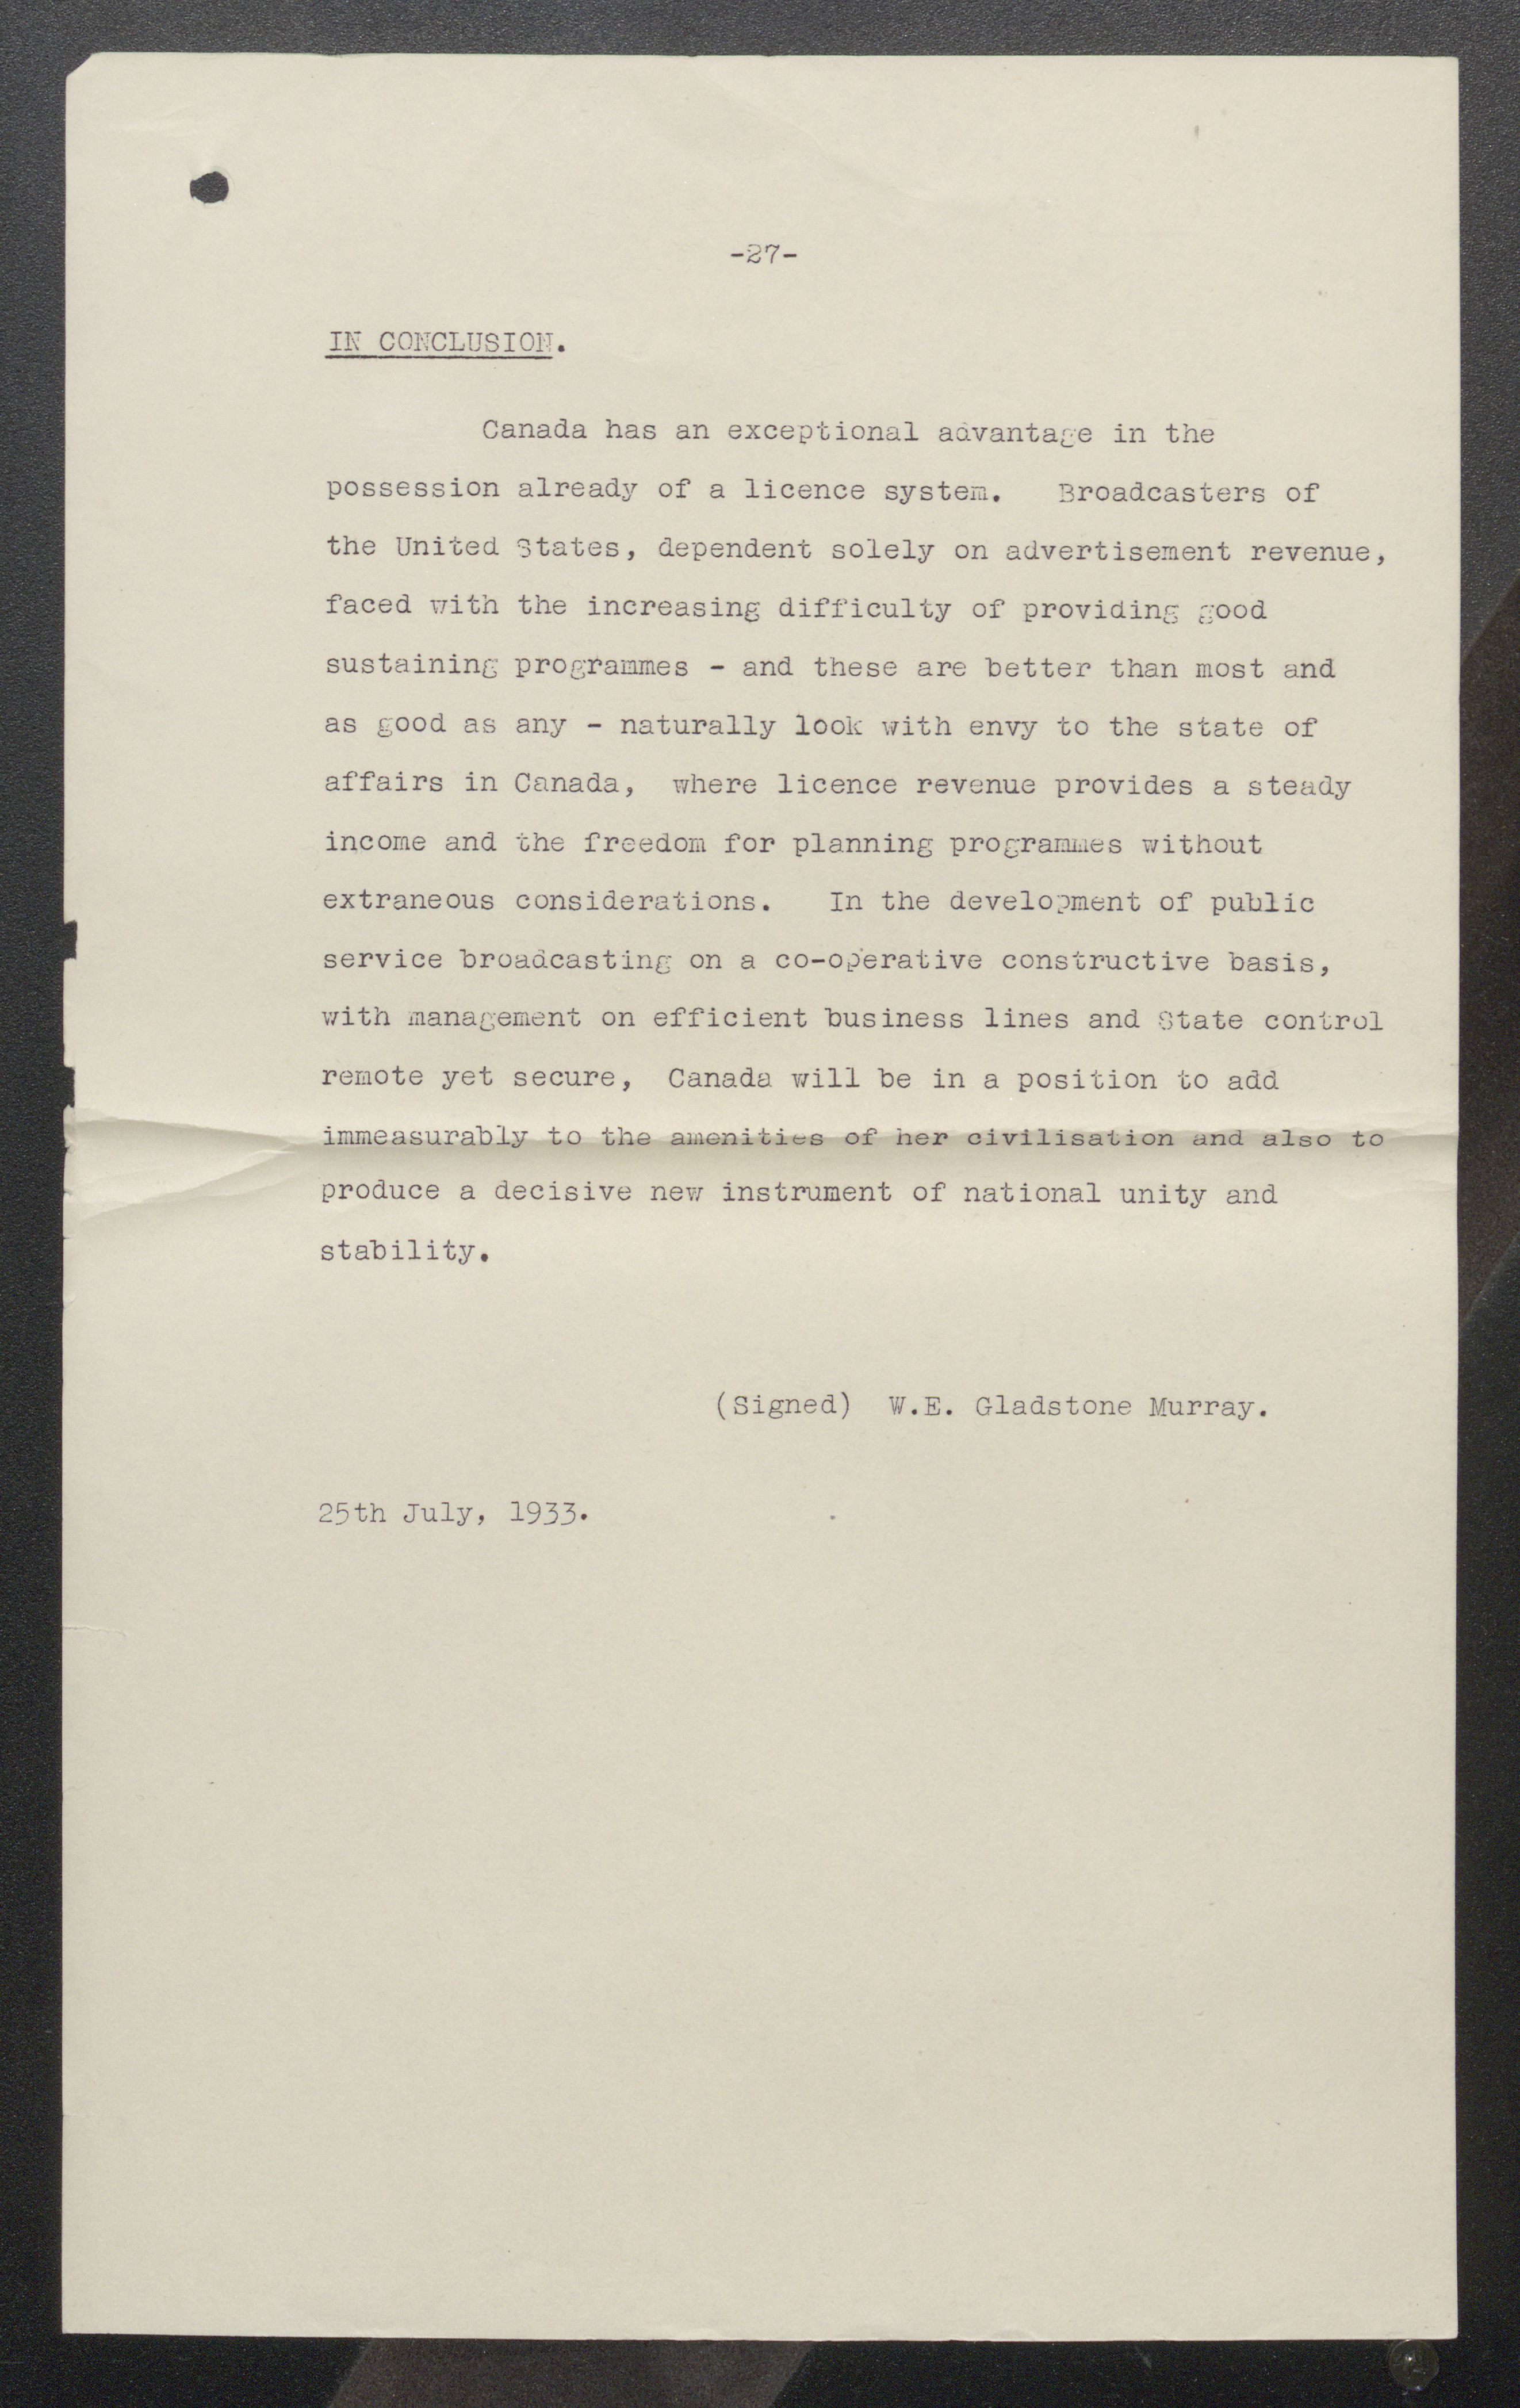 -27-
IN CONCLUSION.
Canada has an exceptional advantage in the
possession already of a licence system. Broadcasters of
the United States, dependent solely on advertisement revenue,
faced with the increasing difficulty of providing good
sustaining programmes - and these are better than most and
as good as any - naturally look with envy to the state of
affairs in Canada, where licence revenue provides a steady
income and the freedom for planning programmes without
extraneous considerations. In the development of public
service broadcasting on a co-operative constructive basis,
with management on efficient business lines and State control
remote yet secure, Canada will be in a position to add
immeasurably to the amenities of her civilisation and also to
produce a decisive new instrument of national unity and
stability.
(Signed) W.E. Gladstone Murray.
25th July, 1933.